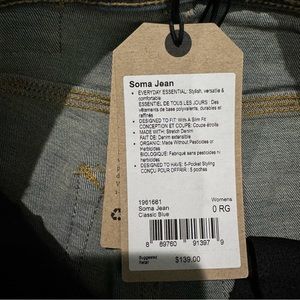 Soma Jean
• EVERYDAY ESSENTIAL: Stylish, versatile &
comfortable
ESSENTIEL DE TOUS LES JOURS : Des
vêtements de base polyvalents, durables et
raffinés
• DESIGNED TO FIT: With A Slim Fit
CONCEPTION ET COUPE: Coupe étroite
• MADE WITH: Stretch Denim
FAIT DE: Denim extensible
• ORGANIC: Made Without Pesticides or
herbicides
BIOLOGIQUE: Fabriqué sans pesticides ni
herbicides
• DESIGNED TO HAVE: 5-Pocket Styling
CONÇU POUR OFFRIR : 5 poches
1961661
Womens
Soma Jean
0 RG
Classic Blue
8 89760 91397 9
Suggested
Retail
$139.00